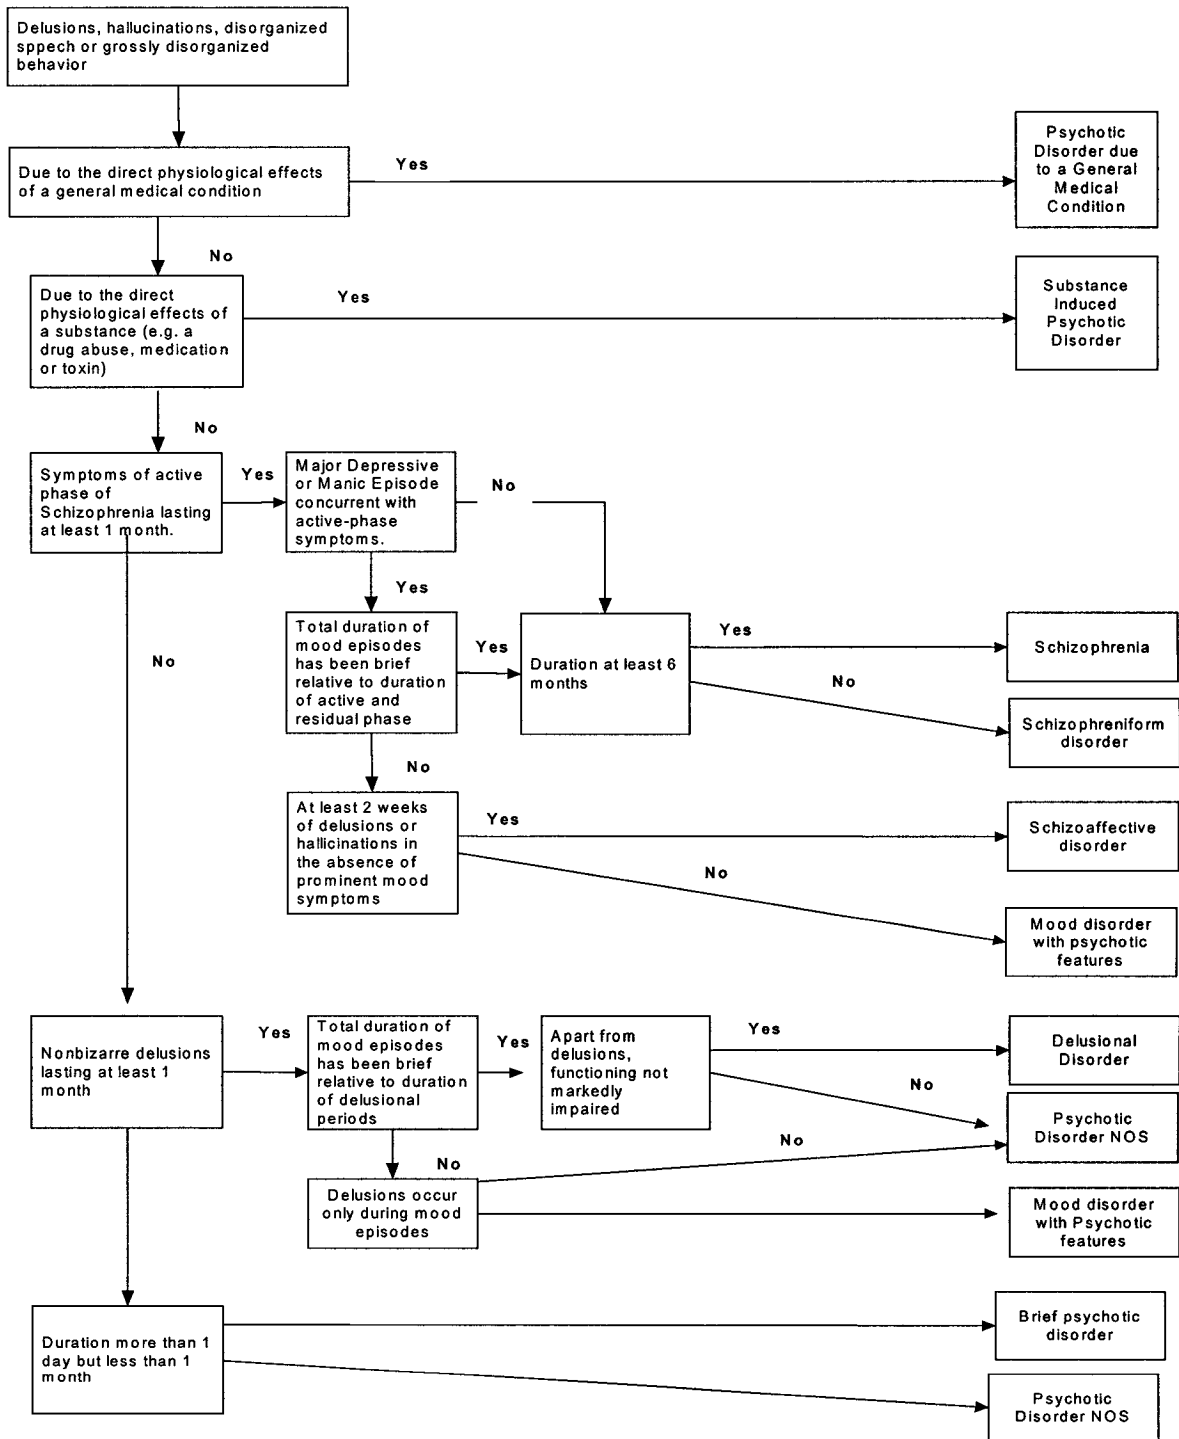 Delusions, hallucinations, disorganized
sppech or grossly disorganized
behavior
Due to the direct physiological effects
of a general medical condition
Yes
Psychotic
Disorder due
to a General
Medical
Condition
No
Due to the direct
physiological effects of
a substance (e.g. a
drug abuse, medication
or toxin)
Yes
Substance
Induced
Psychotic
Disorder
No
Symptoms of active
phase of
Schizophrenia lasting
at least 1 month.
Yes
Major Depressive
or Manic Episode
concurrent with
active-phase
symptoms.
No
Yes
No
Total duration of
mood episodes
has been brief
relative to duration
of active and
residual phase
Yes
Duration at least 6
months
Yes
Schizophrenia
No
Schizophreniform
disorder
No
At least 2 weeks
of delusions or
hallicinations in
the absence of
prominent mood
symptoms
Yes
Schizoaffective
disorder
No
Mood disorder
with psychotic
features
Nonbizarre delusions
lasting at least 1
month
Yes
Total duration of
mood episodes
has been brief
relative to duration
of delusional
periods
Yes
Apart from
delusions,
functioning not
markedly
impaired
Yes
Delusional
Disorder
No
Psychotic
Disorder NOS
No
No
Delusions occur
only during mood
episodes
Mood disorder
with Psychotic
features
Duration more than 1
day but less than 1
month
Brief psychotic
disorder
Psychotic
Disorder NOS